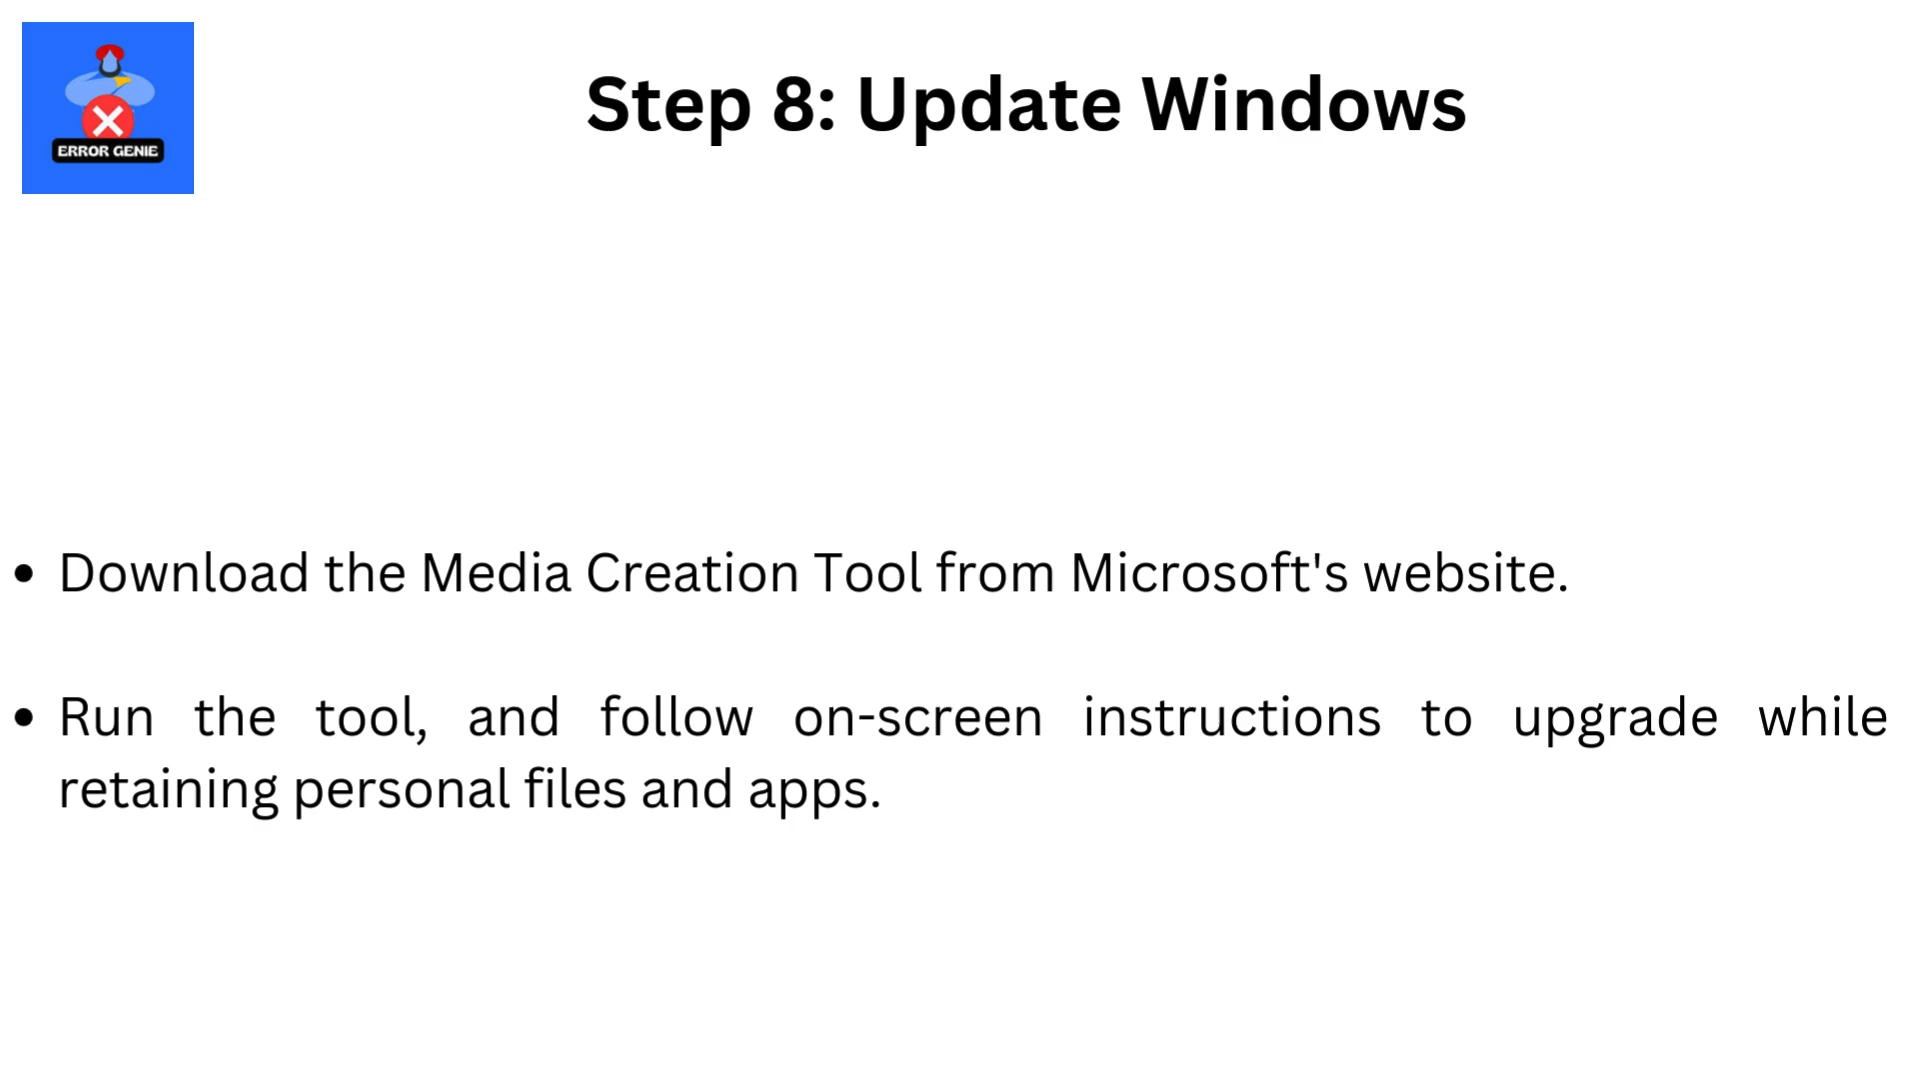 ERROR GENIE
Step 8: Update Windows
• Download the Media Creation Tool from Microsoft's website.
• Run the tool, and follow on-screen instructions to upgrade while
retaining personal files and apps.